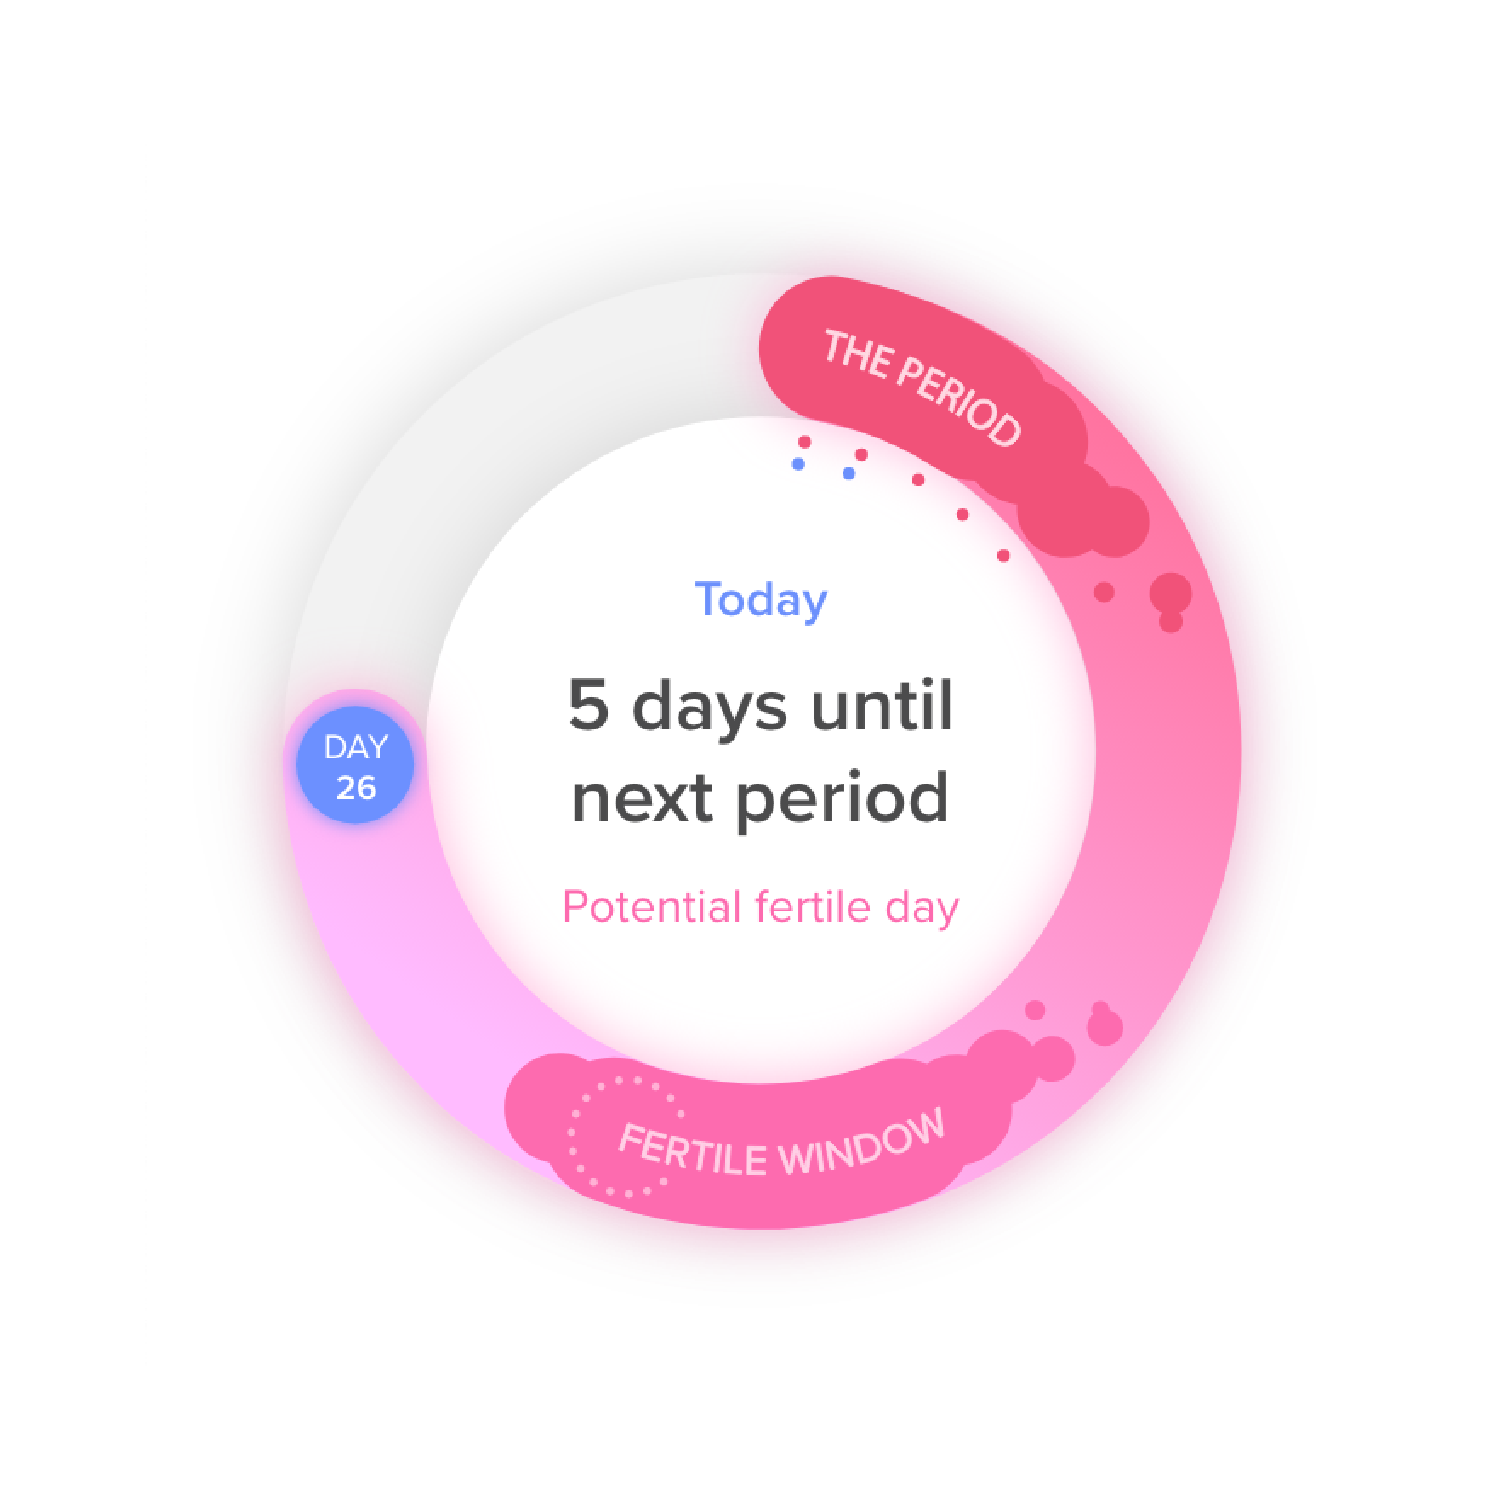 THE PERIOD
Today
5 days until
next period
Potential fertile day
DAY
26
FERTILE WINDOW